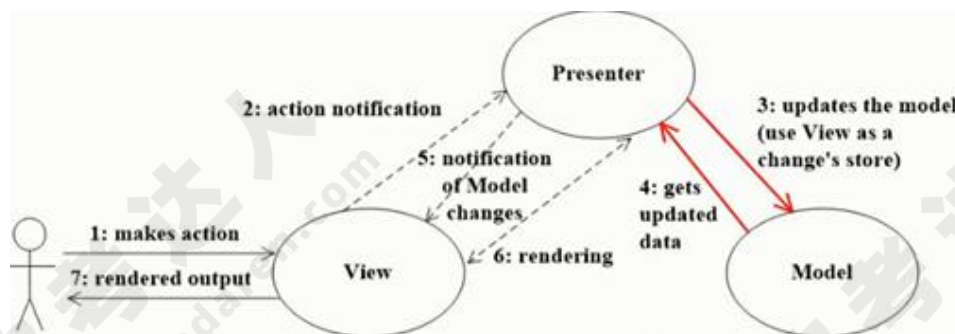 Presenter
2: action notification
3: updates the model
(use View as a
change's store)
5: notification
of Model
changes
4: gets
updated
data
1: makes action
6: rendering
View
Model
7: rendered output